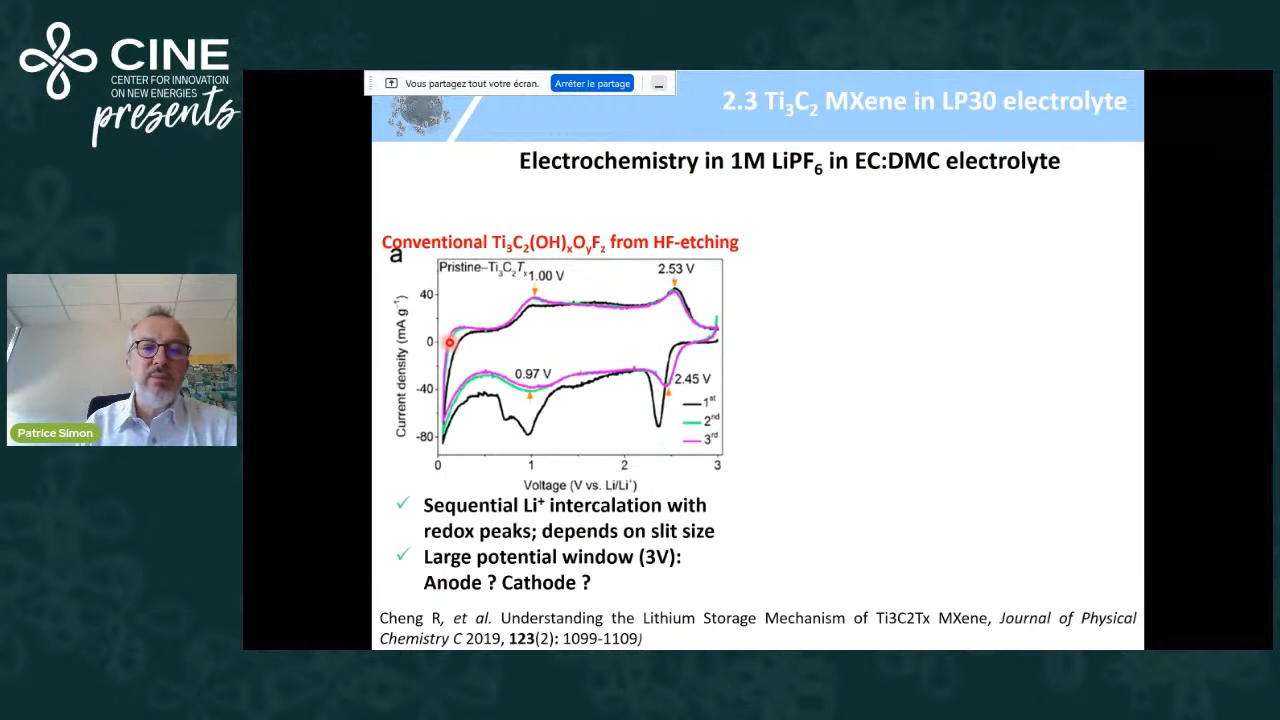 CINE
CENTER FOR INNOVATION
ON NEW ENERGIES
presents
Vous partagez tout votre écran.
Arrêter le partage
2.3 Ti3C2 MXene in LP30 electrolyte
Electrochemistry in 1M LiPF6 in EC:DMC electrolyte
Conventional Ti3C2(OH)xOyFz from HF-etching
a
Pristine–Ti3C2Tx
1.00 V
2.53 V
40
0
-40
-80
Current density (mA g-1)
0.97 V
2.45 V
1st
2nd
3rd
0
1
2
3
Voltage (V vs. Li/Li+)
✓ Sequential Li+ intercalation with
redox peaks; depends on slit size
✓ Large potential window (3V):
Anode ? Cathode ?
Cheng R, et al. Understanding the Lithium Storage Mechanism of Ti3C2Tx MXene, Journal of Physical
Chemistry C 2019, 123(2): 1099-1109)
Patrice Simon